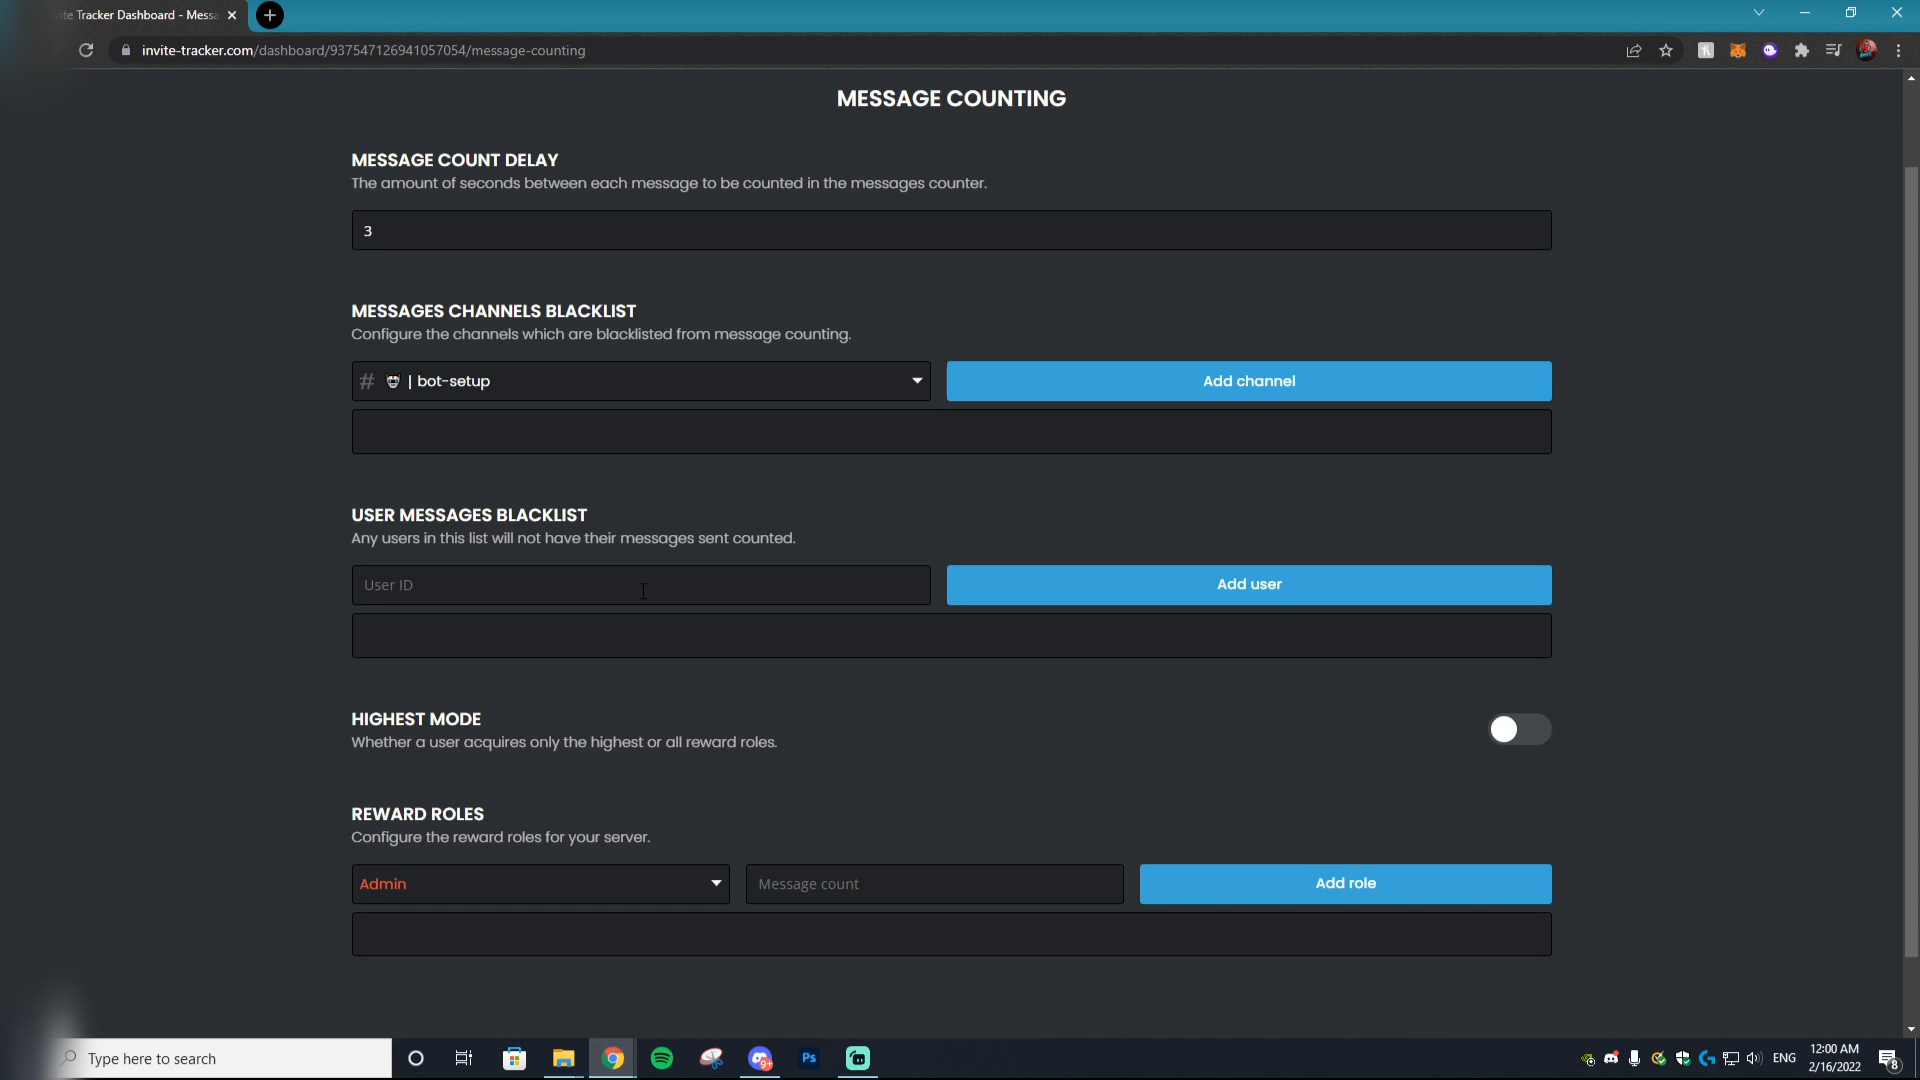 ite Tracker Dashboard - Messa
invite-tracker.com/dashboard/937547126941057054/message-counting
MESSAGE COUNTING
MESSAGE COUNT DELAY
The amount of seconds between each message to be counted in the messages counter.
3
MESSAGES CHANNELS BLACKLIST
Configure the channels which are blacklisted from message counting.
# | bot-setup
Add channel
USER MESSAGES BLACKLIST
Any users in this list will not have their messages sent counted.
User ID
Add user
HIGHEST MODE
Whether a user acquires only the highest or all reward roles.
REWARD ROLES
Configure the reward roles for your server.
Admin
Message count
Add role
Type here to search
9+
Ps
ENG
12:00 AM
2/16/2022
8